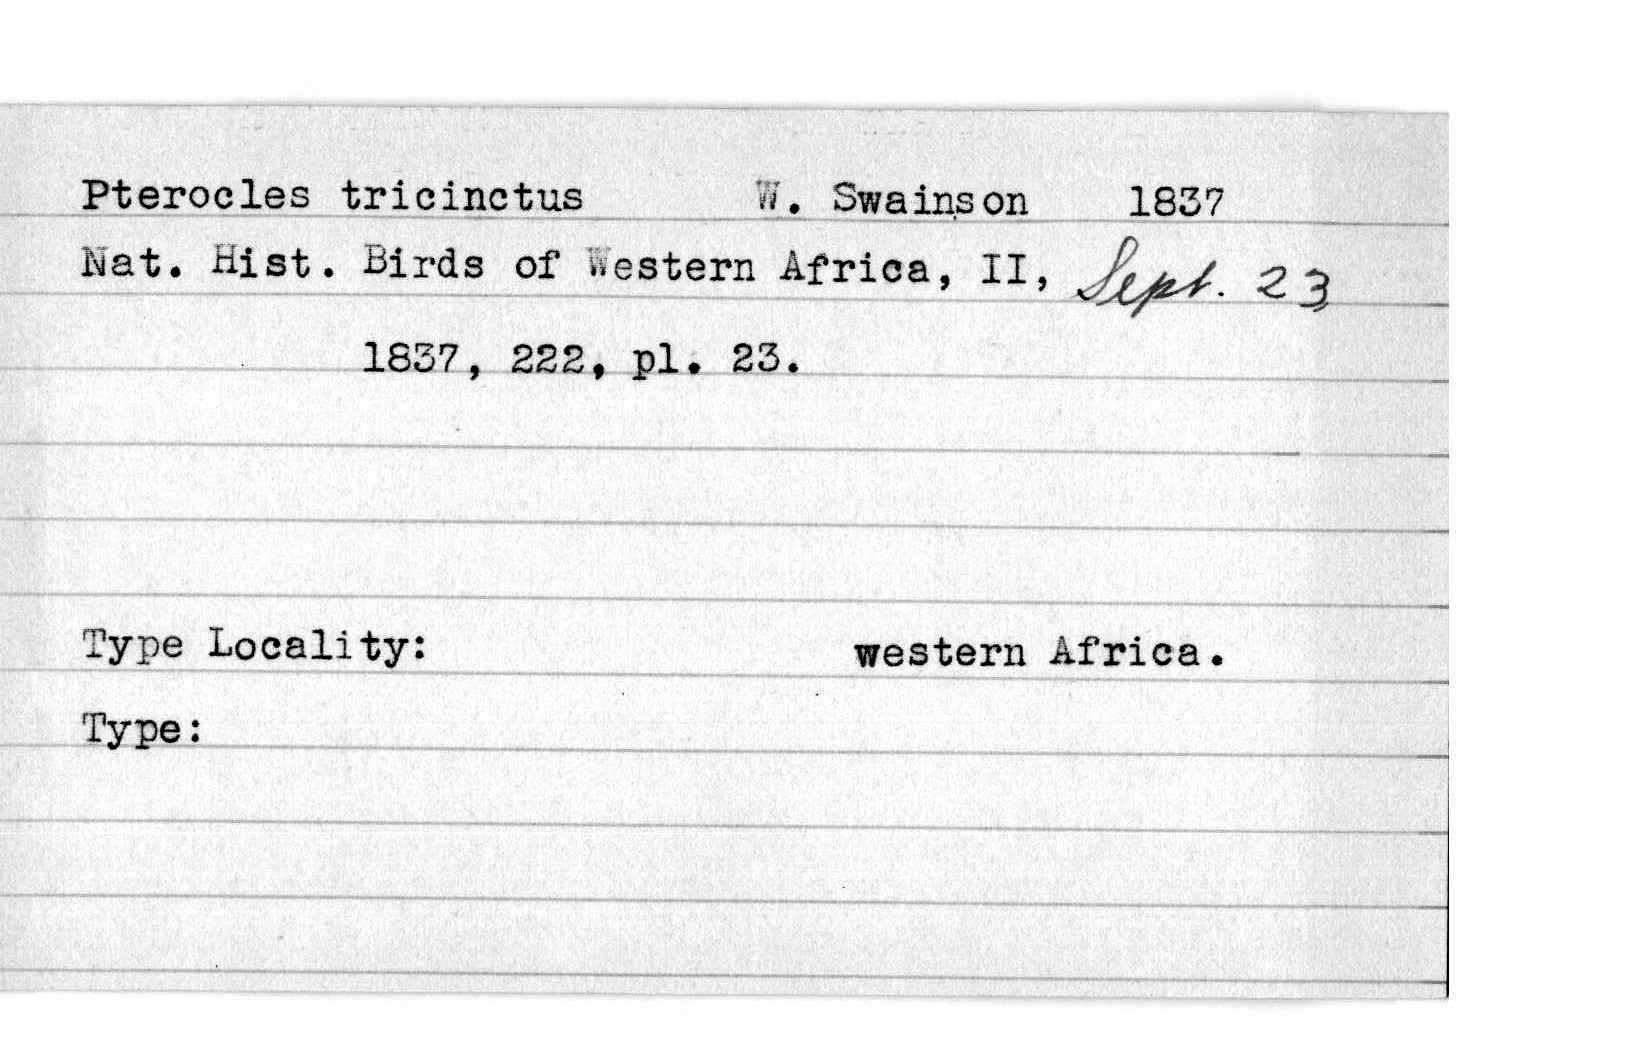 Pterocles tricinctus W. Swainson 1837
Nat. Hist. Birds of Western Africa, II, Sept. 23,
1837, 222, pl. 23.
Type Locality: western Africa.
Type: